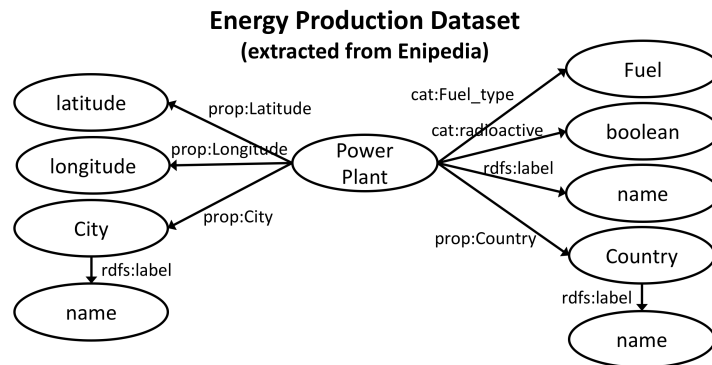 Energy Production Dataset
(extracted from Enipedia)
latitude
prop:Latitude
longitude
prop:Longitude
City
prop:City
rdfs:label
name
Power
Plant
cat:Fuel_type
Fuel
cat:radioactive
boolean
rdfs:label
name
prop:Country
Country
rdfs:label
name